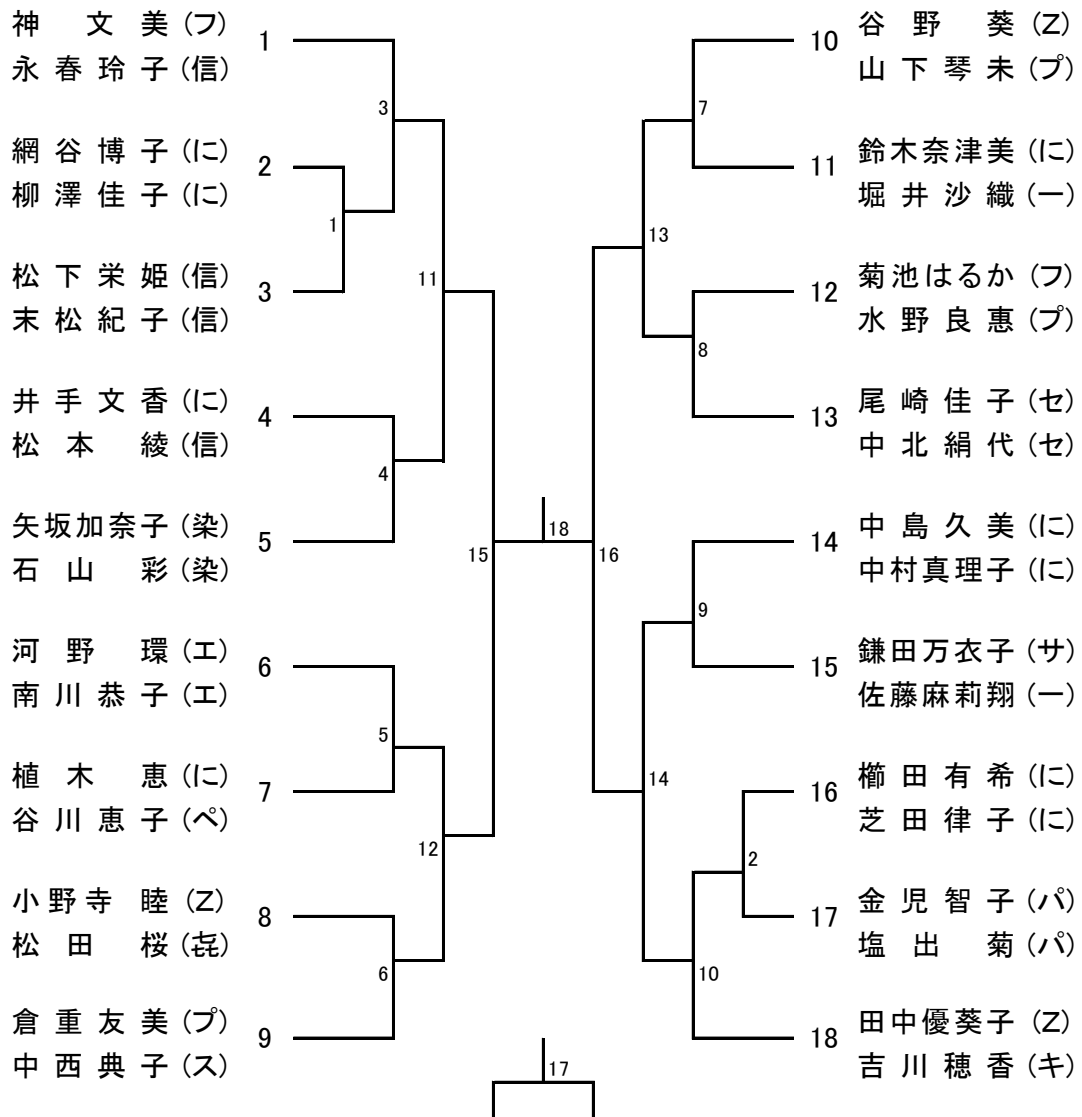 神 文 美 (フ)
1
永 春 玲 子 (信)
3
網 谷 博 子 (に)
2
柳 澤 佳 子 (に)
1
松 下 栄 姫 (信)
3
末 松 紀 子 (信)
11
井 手 文 香 (に)
4
松 本 綾 (信)
4
矢坂加奈子 (染)
5
石 山 彩 (染)
15
河 野 環 (エ)
6
南 川 恭 子 (エ)
5
植 木 恵 (に)
7
谷 川 恵 子 (ペ)
12
小野寺 睦 (Z)
8
松 田 桜 (㐂)
6
倉 重 友 美 (プ)
9
中 西 典 子 (ス)
18
17
10
谷 野 葵 (Z)
山 下 琴 未 (プ)
7
11
鈴木奈津美 (に)
堀 井 沙 織 (一)
13
12
菊池はるか (フ)
水 野 良 惠 (プ)
8
13
尾 崎 佳 子 (セ)
中 北 絹 代 (セ)
16
14
中 島 久 美 (に)
中村真理子 (に)
9
15
鎌田万衣子 (サ)
佐藤麻莉翔 (一)
14
16
櫛 田 有 希 (に)
芝 田 律 子 (に)
2
17
金 児 智 子 (パ)
塩 出 菊 (パ)
10
18
田中優葵子 (Z)
吉 川 穂 香 (キ)